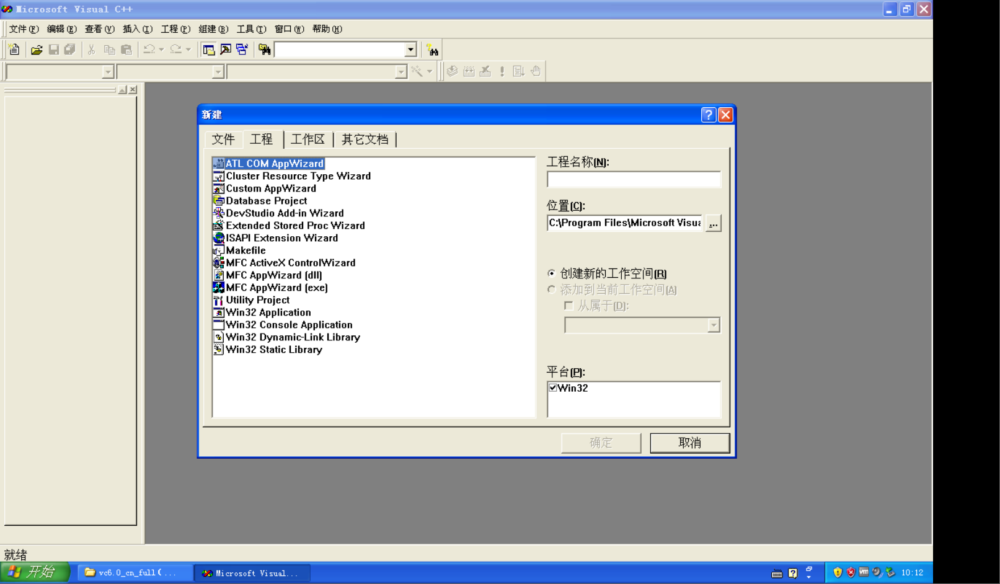 Microsoft Visual C++
文件(F) 编辑(E) 查看(V) 插入(I) 工程(P) 组建(B) 工具(T) 窗口(W) 帮助(H)
新建
文件 工程 工作区 其它文档
ATL COM AppWizard
Cluster Resource Type Wizard
Custom AppWizard
Database Project
DevStudio Add-in Wizard
Extended Stored Proc Wizard
ISAPI Extension Wizard
Makefile
MFC ActiveX ControlWizard
MFC AppWizard (dll)
MFC AppWizard (exe)
Utility Project
Win32 Application
Win32 Console Application
Win32 Dynamic-Link Library
Win32 Static Library
工程名称(N):
位置(C):
C:\Program Files\Microsoft Visua
...
创建新的工作空间(R)
添加到当前工作空间(A)
从属于(D):
平台(P):
Win32
确定 取消
就绪
开始 vc6.0_cn_full(... Microsoft Visual... 10:12